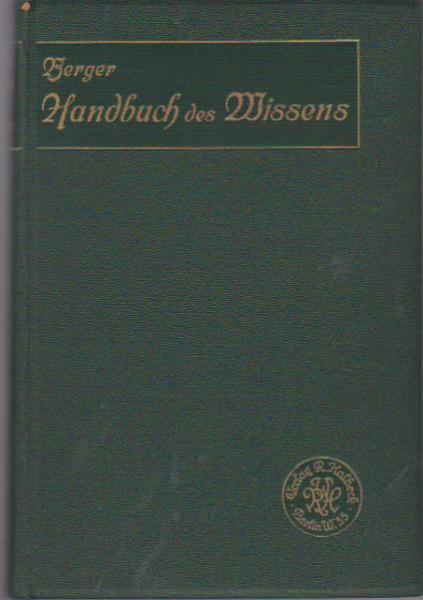 Berger
Handbuch des Wissens
Verlag R. Halbeck
Berlin W. 35